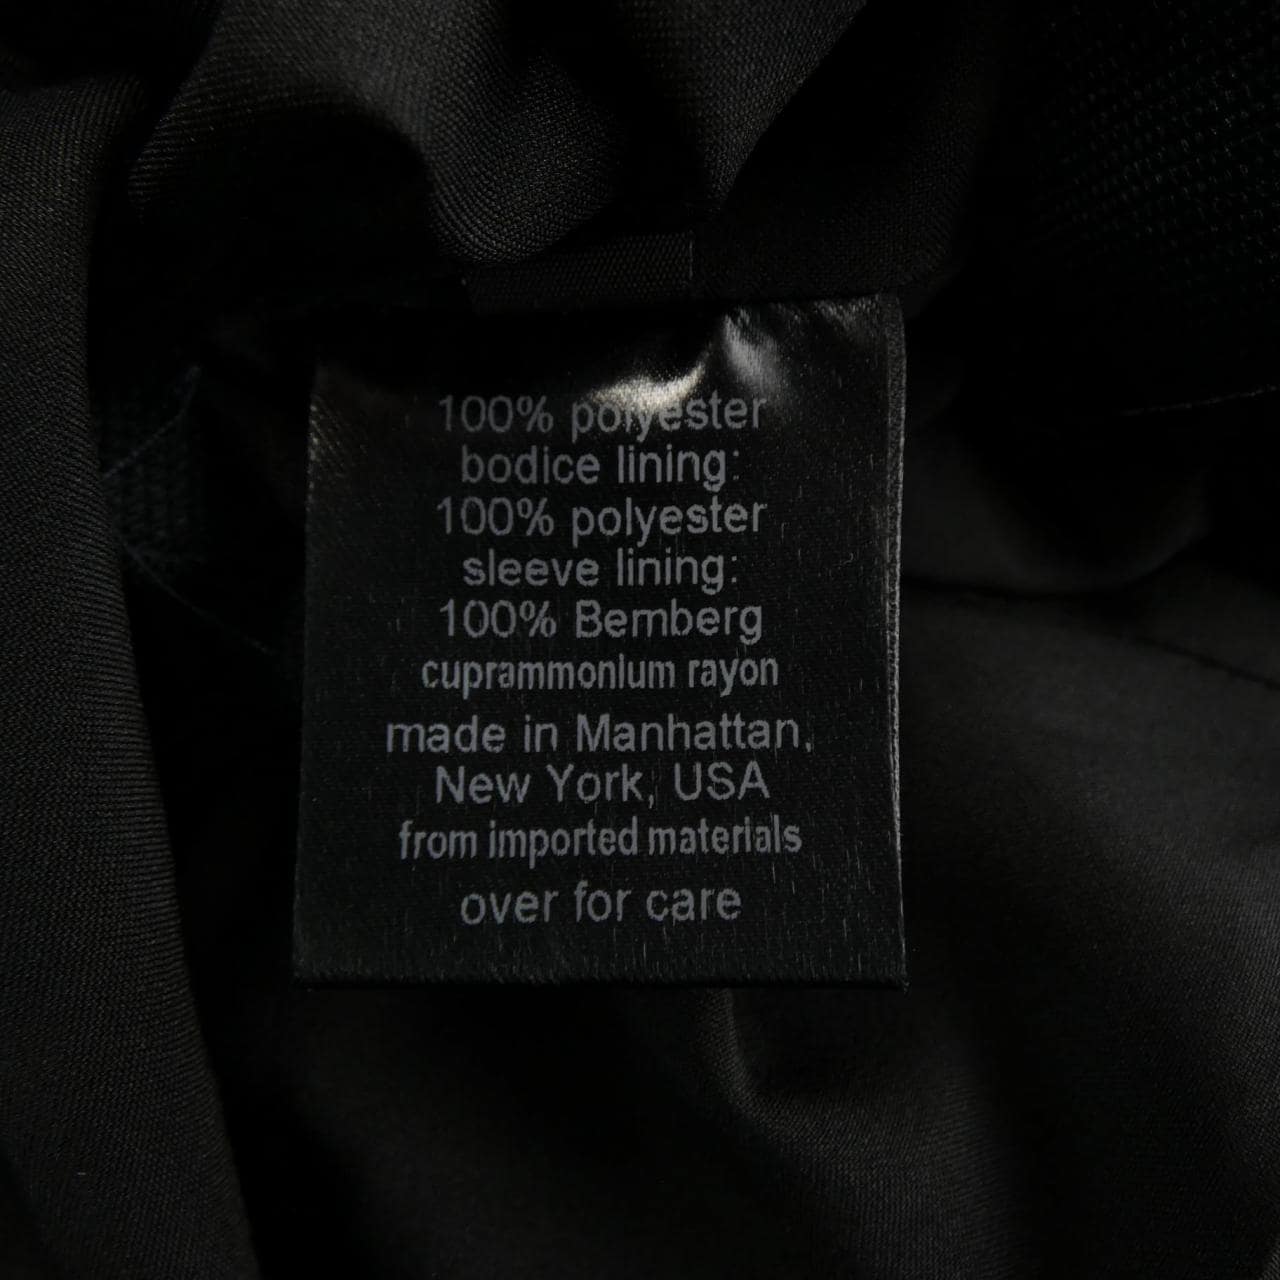 100% polyester
bodice lining:
100% polyester
sleeve lining:
100% Bemberg
cuprammonium rayon
made in Manhattan,
New York, USA
from imported materials
over for care